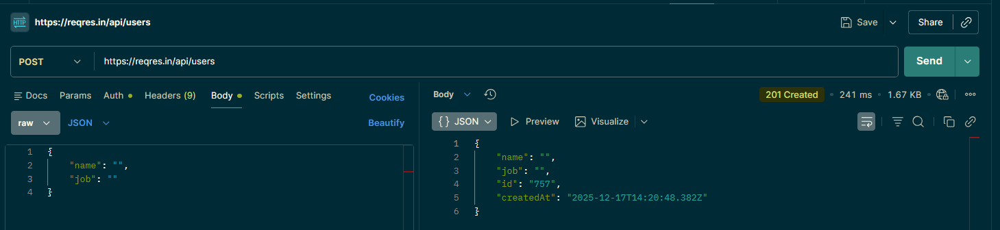 HTTP https://reqres.in/api/users Save Share
POST https://reqres.in/api/users Send
Docs Params Auth Headers (9) Body Scripts Settings Cookies
raw JSON Beautify
1 {
2 "name": "",
3 "job": ""
4 }
Body 201 Created 241 ms 1.67 KB
{} JSON Preview Visualize
1 {
2 "name": "",
3 "job": "",
4 "id": "757",
5 "createdAt": "2025-12-17T14:20:48.382Z"
6 }